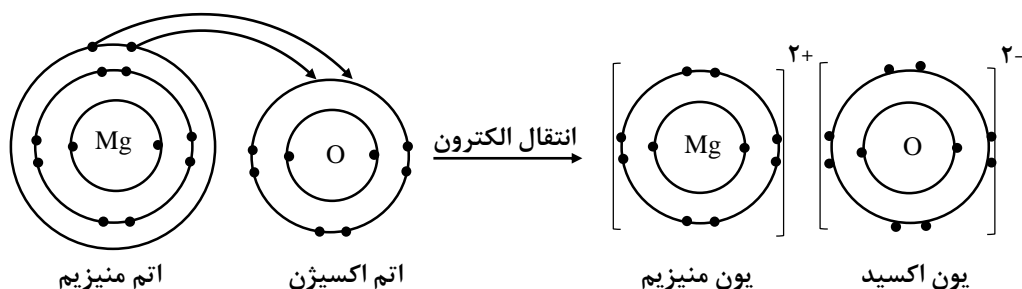 ۲+
۲-
Mg
O
انتقال الکترون
Mg
O
اتم منیزیم
اتم اکسیژن
یون منیزیم
یون اکسید